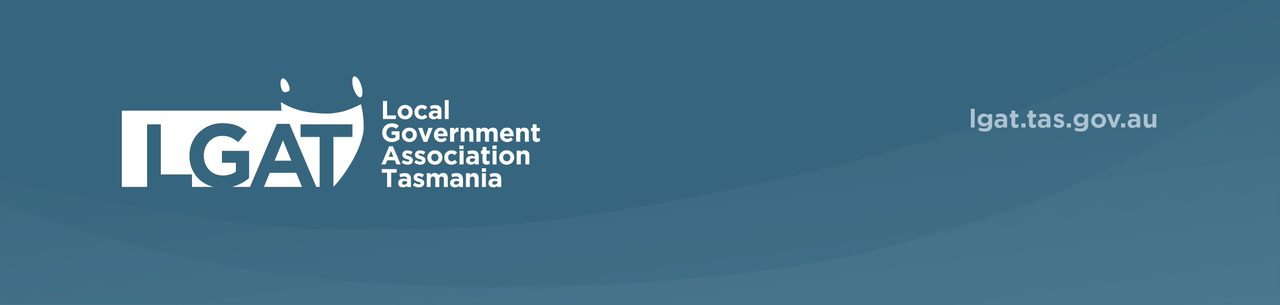 LGAT
Local
Government
Association
Tasmania
lgat.tas.gov.au